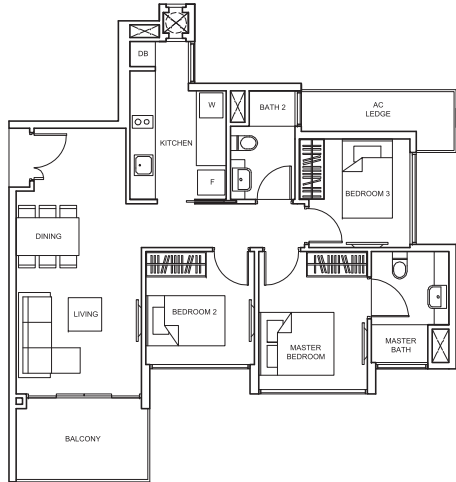 DB
W
BATH 2
AC
LEDGE
KITCHEN
F
BEDROOM 3
DINING
LIVING
BEDROOM 2
MASTER
BEDROOM
MASTER
BATH
BALCONY